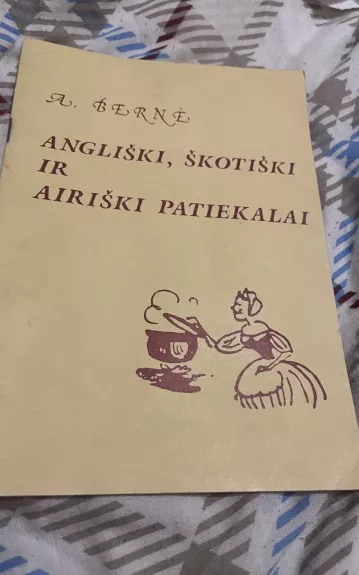 A. BERNĖ
ANGLIŠKI, ŠKOTIŠKI
IR
AIRIŠKI PATIEKALAI